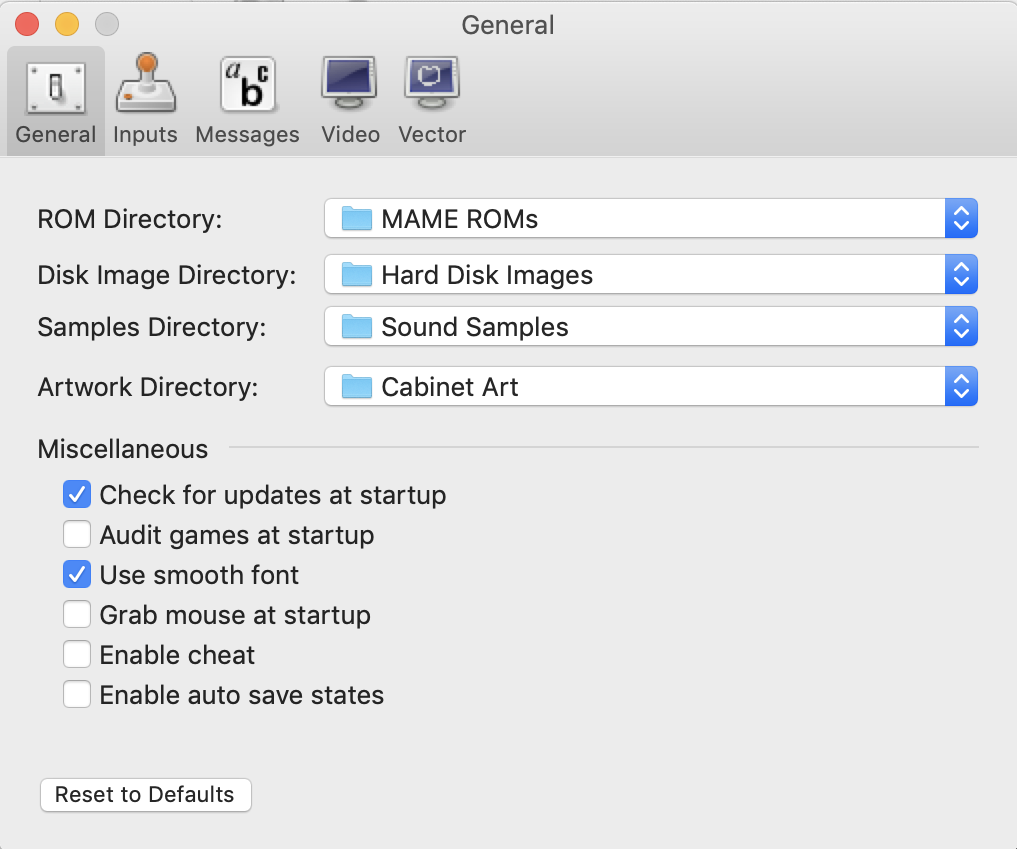 General
General Inputs Messages Video Vector
ROM Directory: MAME ROMs
Disk Image Directory: Hard Disk Images
Samples Directory: Sound Samples
Artwork Directory: Cabinet Art
Miscellaneous
Check for updates at startup
Audit games at startup
Use smooth font
Grab mouse at startup
Enable cheat
Enable auto save states
Reset to Defaults